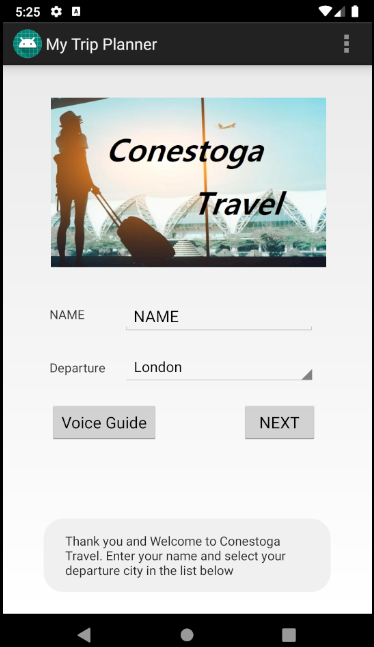 5:25
My Trip Planner
Conestoga
Travel
NAME
NAME
Departure
London
Voice Guide
NEXT
Thank you and Welcome to Conestoga
Travel. Enter your name and select your
departure city in the list below